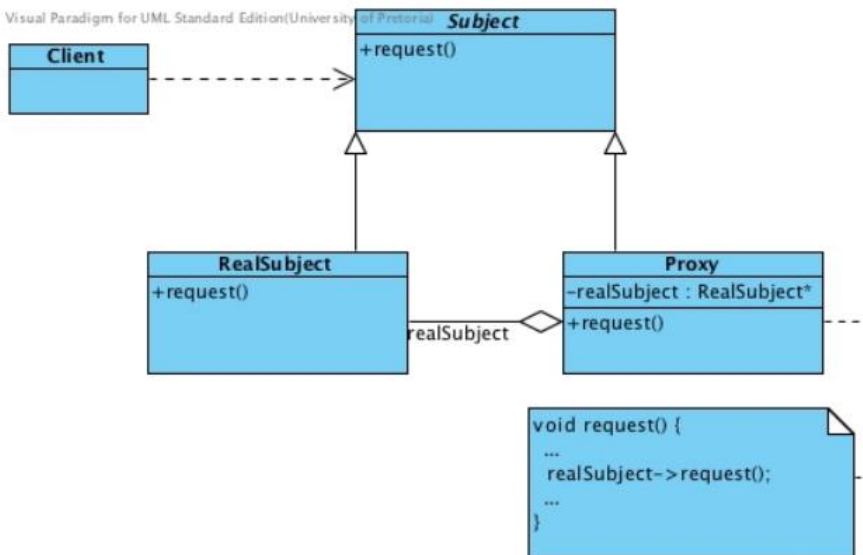 Visual Paradigm for UML Standard Edition(University of Pretoria)
Subject
+request()
Client
RealSubject
+request()
realSubject
Proxy
-realSubject : RealSubject*
+request()
void request() {
...
realSubject->request();
...
}